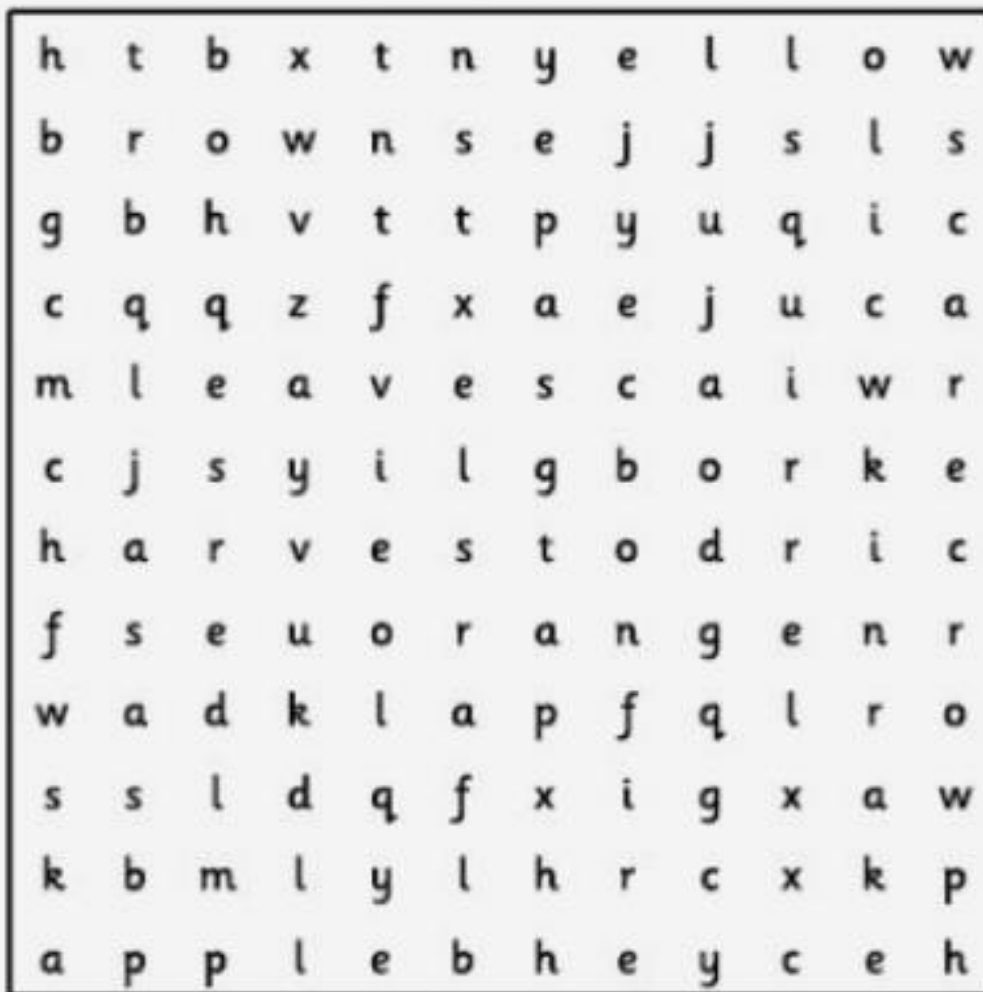 h t b x t n y e l l o w
b r o w n s e j j s l s
g b h v t t p y u q i c
c q q z f x a e j u c a
m l e a v e s c a i w r
c j s y i l g b o r k e
h a r v e s t o d r i c
f s e u o r a n g e n r
w a d k l a p f q l r o
s s l d q f x i g x a w
k b m l y l h r c x k p
a p p l e b h e y c e h